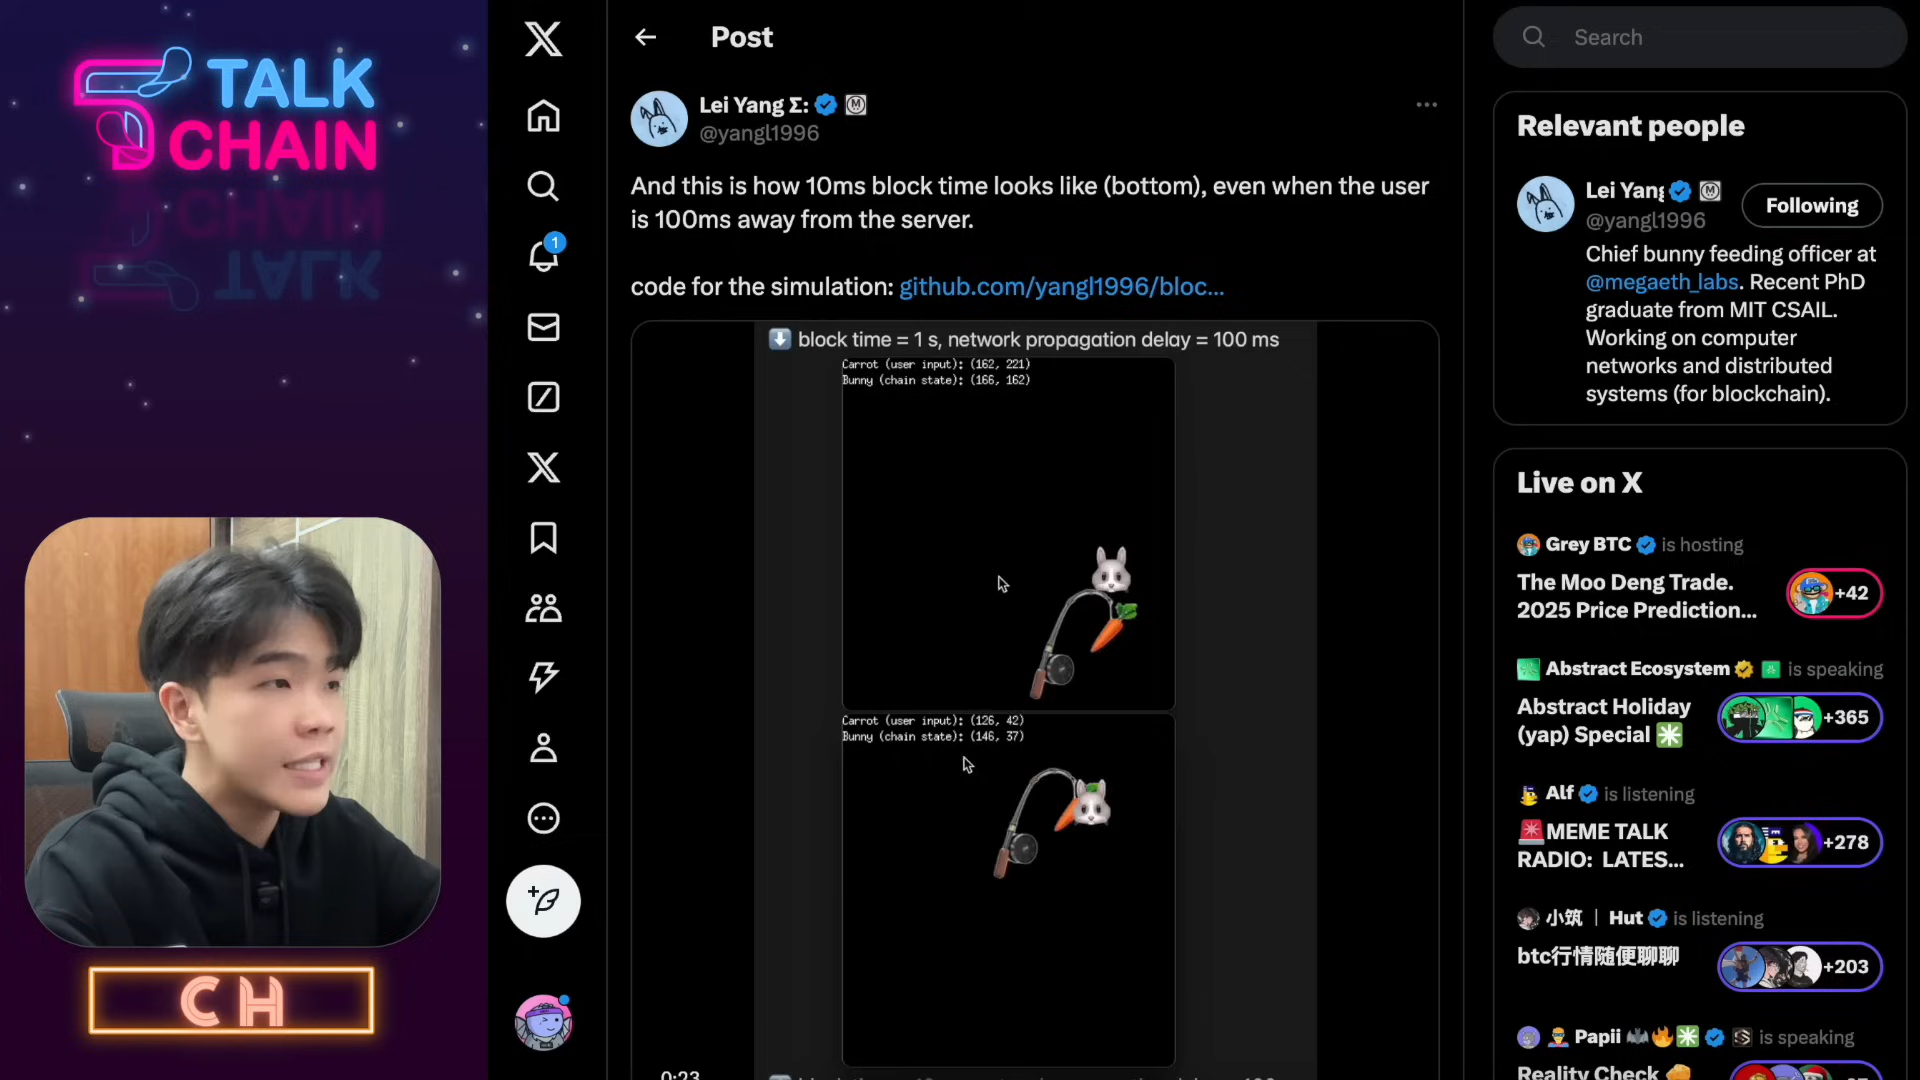 TALK
CHAIN
CH
Post
Lei Yang Σ:
@yangl1996
And this is how 10ms block time looks like (bottom), even when the user
is 100ms away from the server.
code for the simulation: github.com/yangl1996/bloc...
block time = 1 s, network propagation delay = 100 ms
Carrot (user input): (162, 221)
Bunny (chain state): (166, 162)
Carrot (user input): (126, 42)
Bunny (chain state): (146, 37)
0:23
1
Search
Relevant people
Lei Yang
@yangl1996
Following
Chief bunny feeding officer at
@megaeth_labs. Recent PhD
graduate from MIT CSAIL.
Working on computer
networks and distributed
systems (for blockchain).
Live on X
Grey BTC is hosting
The Moo Deng Trade.
2025 Price Prediction...
+42
Abstract Ecosystem is speaking
Abstract Holiday
(yap) Special
+365
Alf is listening
MEME TALK
RADIO: LATES...
+278
小筑 | Hut is listening
btc行情随便聊聊
+203
Papii is speaking
Reality Check